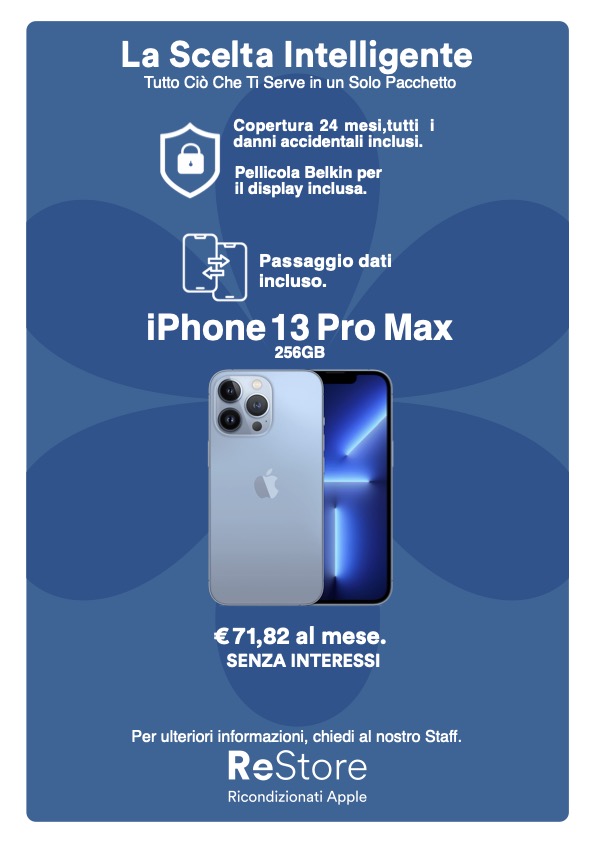 La Scelta Intelligente
Tutto Ciò Che Ti Serve in un Solo Pacchetto
Copertura 24 mesi,tutti i
danni accidentali inclusi.
Pellicola Belkin per
il display inclusa.
Passaggio dati
incluso.
iPhone 13 Pro Max
256GB
€ 71,82 al mese.
SENZA INTERESSI
Per ulteriori informazioni, chiedi al nostro Staff.
ReStore
Ricondizionati Apple